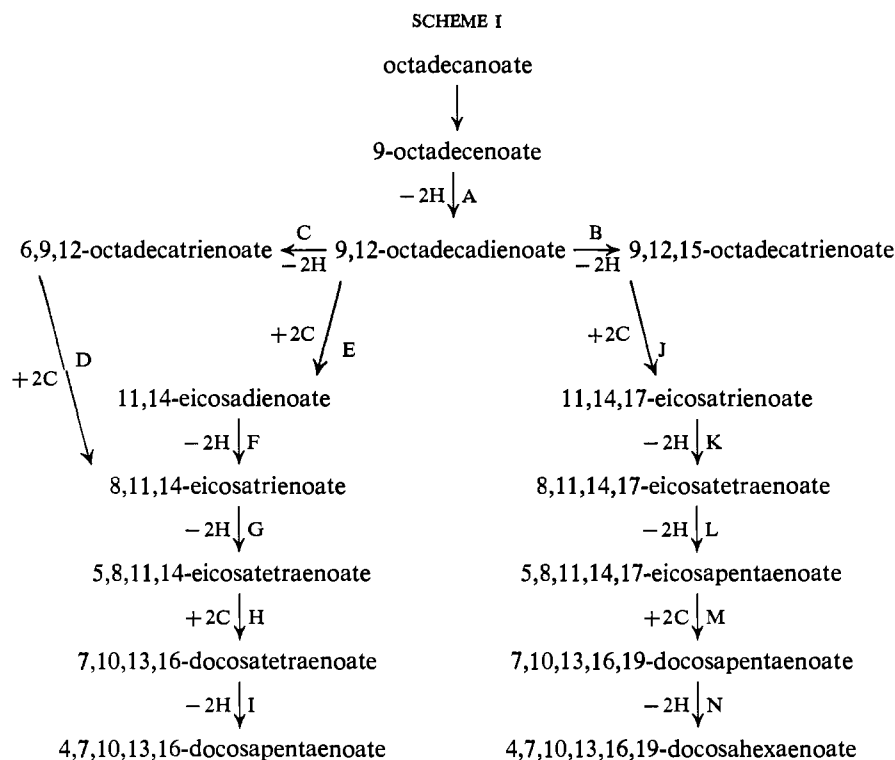 SCHEME I
octadecanoate
9-octadecenoate
−2H A
C B
6,9,12-octadecatrienoate 9,12-octadecadienoate 9,12,15-octadecatrienoate
−2H −2H
+2C D +2C E +2C J
11,14-eicosadienoate 11,14,17-eicosatrienoate
−2H F −2H K
8,11,14-eicosatrienoate 8,11,14,17-eicosatetraenoate
−2H G −2H L
5,8,11,14-eicosatetraenoate 5,8,11,14,17-eicosapentaenoate
+2C H +2C M
7,10,13,16-docosatetraenoate 7,10,13,16,19-docosapentaenoate
−2H I −2H N
4,7,10,13,16-docosapentaenoate 4,7,10,13,16,19-docosahexaenoate